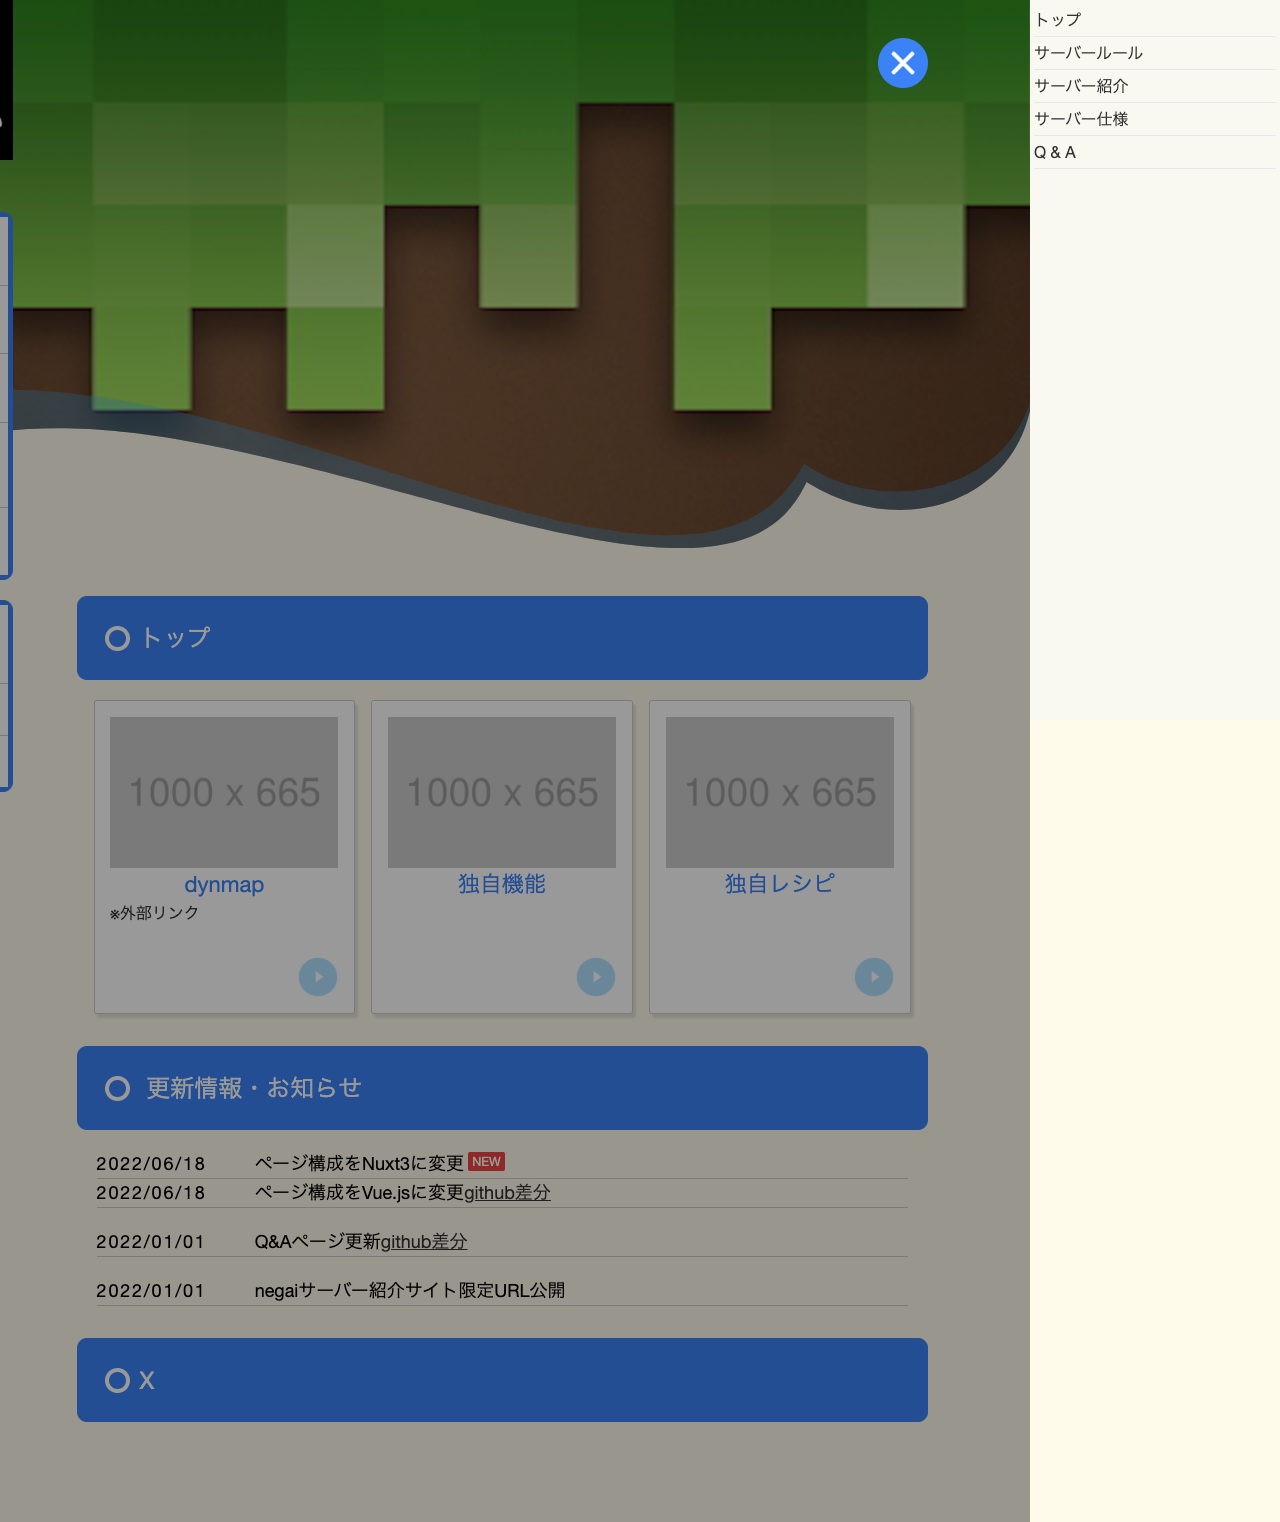 トップ
サーバールール
サーバー紹介
サーバー仕様
Q & A
トップ
1000 x 665
dynmap
※外部リンク
1000 x 665
独自機能
1000 x 665
独自レシピ
更新情報・お知らせ
2022/06/18 ページ構成をNuxt3に変更 NEW
2022/06/18 ページ構成をVue.jsに変更github差分
2022/01/01 Q&Aページ更新github差分
2022/01/01 negaiサーバー紹介サイト限定URL公開
X